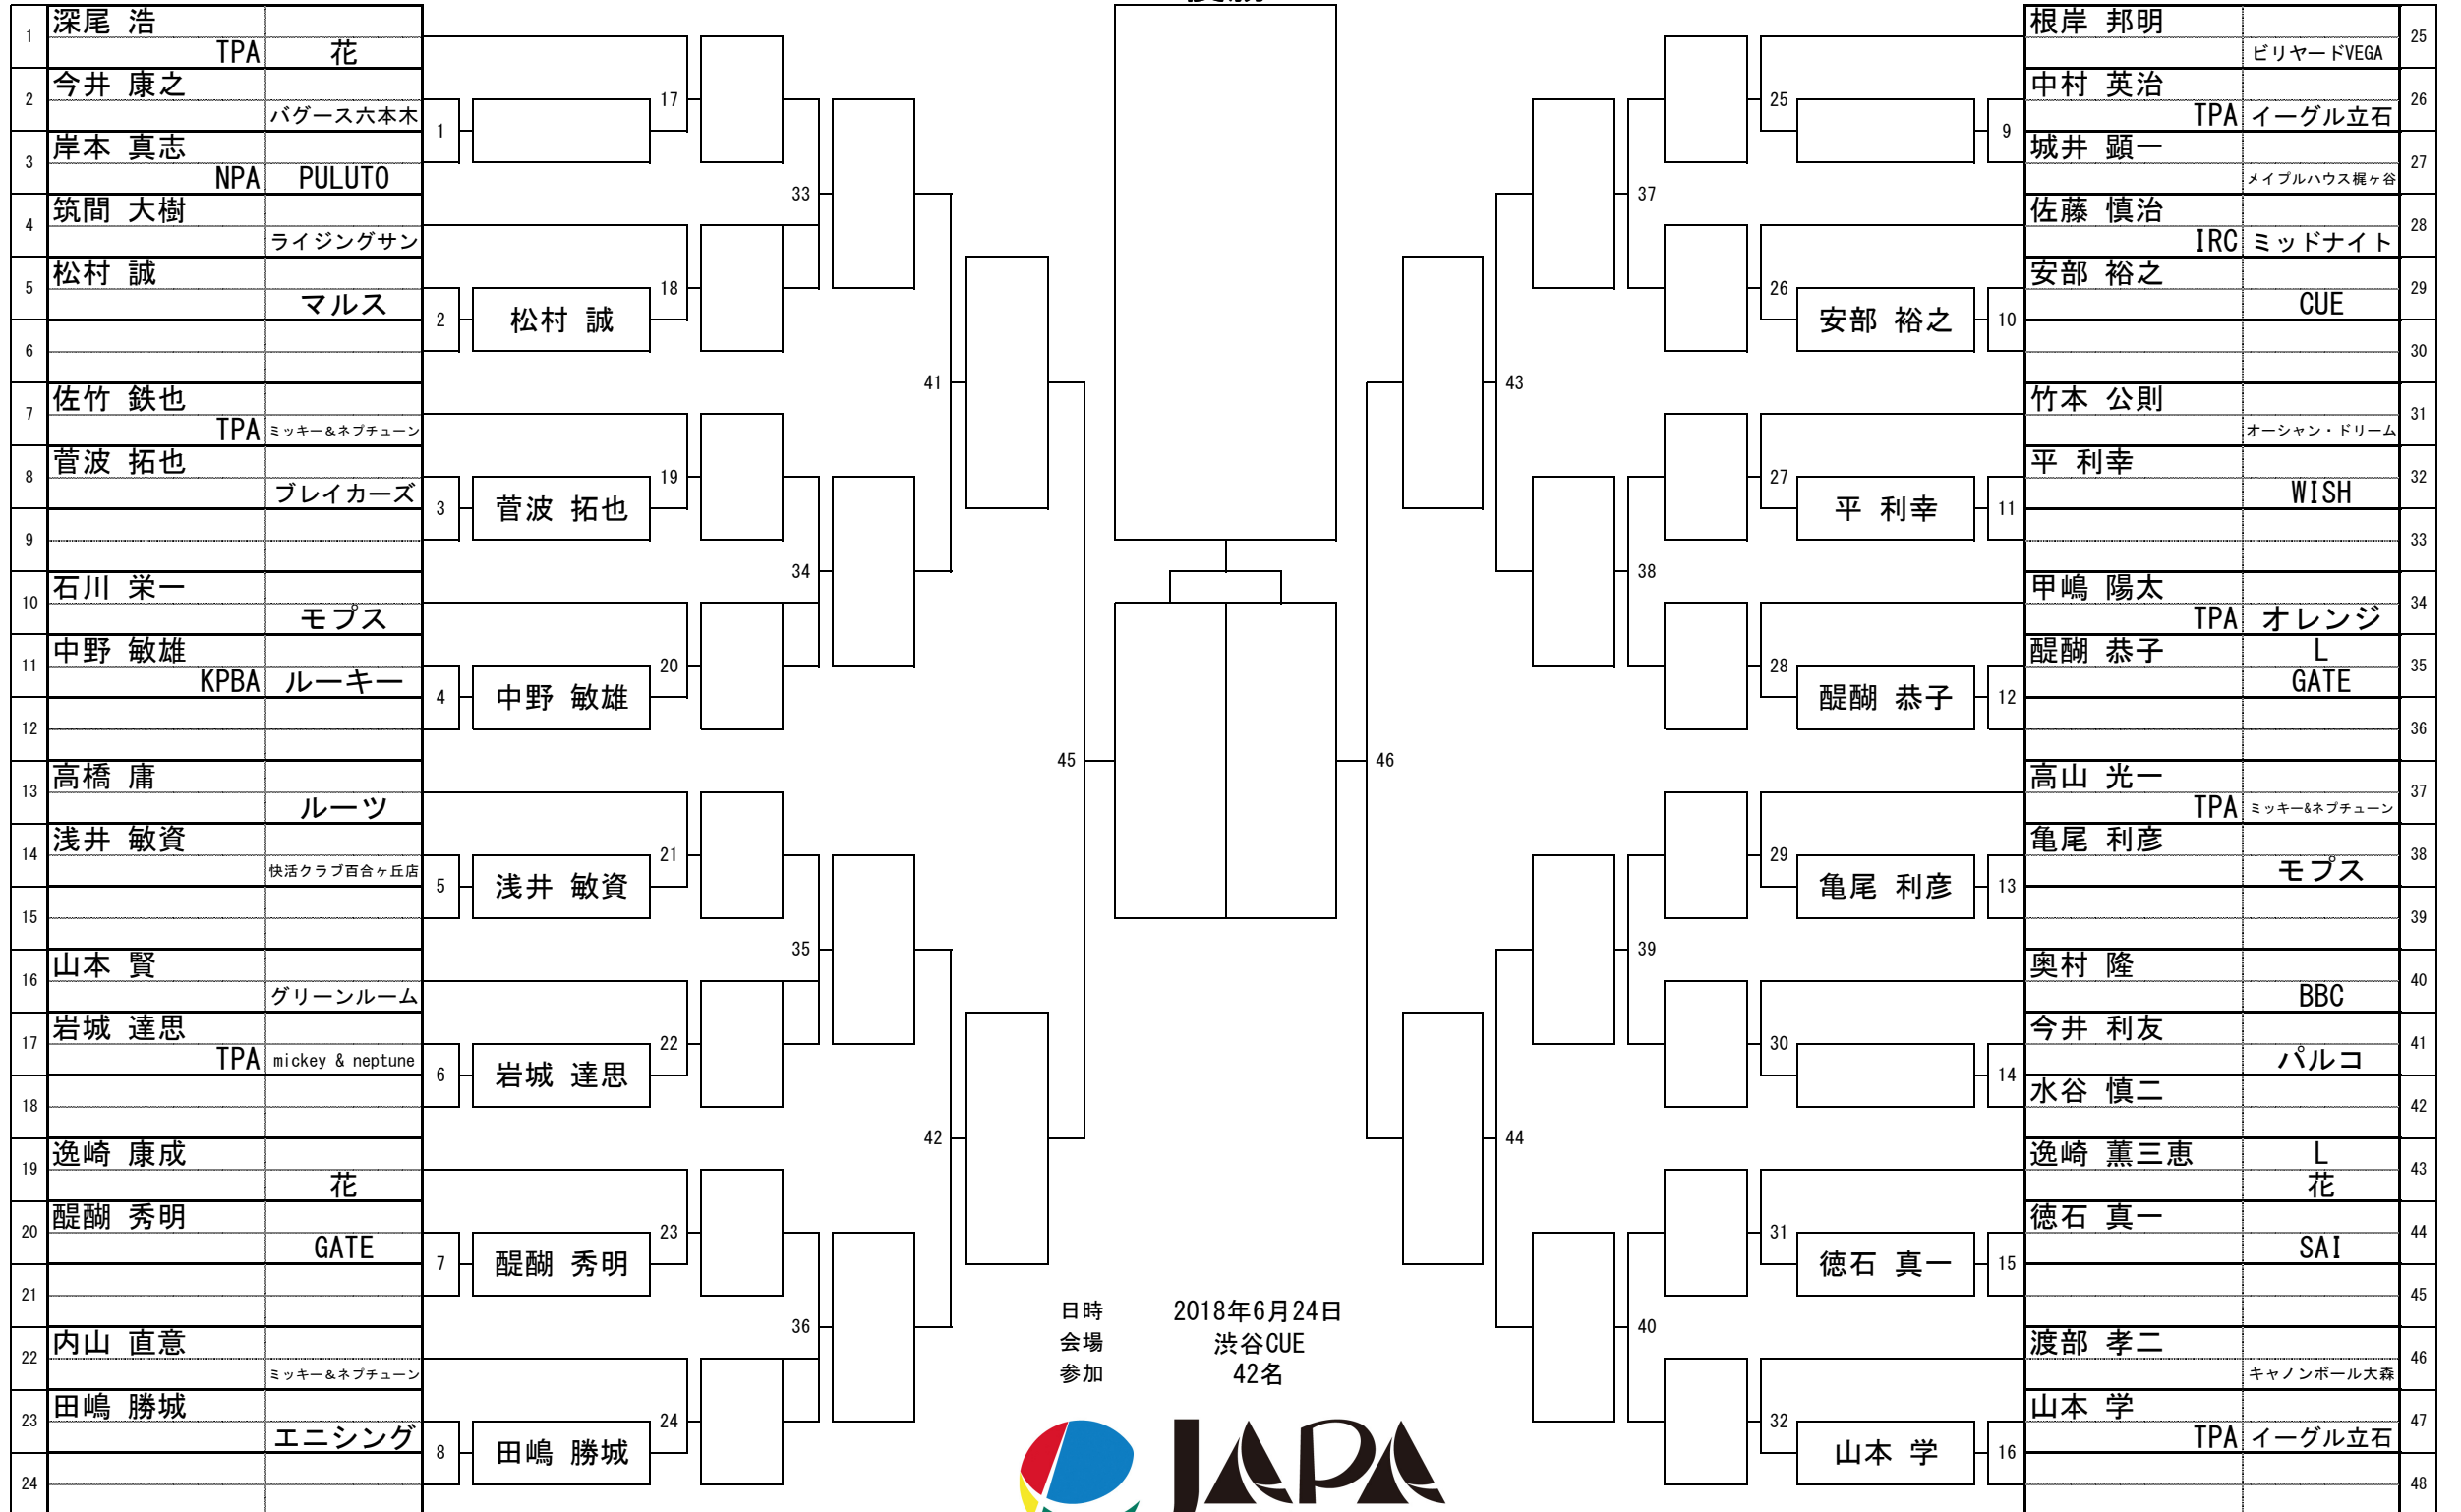 1 深尾 浩
TPA 花
2 今井 康之
バグース六本木
3 岸本 真志
NPA PULUTO
4 筑間 大樹
ライジングサン
5 松村 誠
マルス
6
7 佐竹 鉄也
TPA ミッキー＆ネプチューン
8 菅波 拓也
ブレイカーズ
9
10 石川 栄一
モプス
11 中野 敏雄
KPBA ルーキー
12
13 高橋 庸
ルーツ
14 浅井 敏資
快活クラブ百合ヶ丘店
15
16 山本 賢
グリーンルーム
17 岩城 達思
TPA mickey & neptune
18
19 逸崎 康成
花
20 醍醐 秀明
GATE
21
22 内山 直意
ミッキー＆ネプチューン
23 田嶋 勝城
エニシング
24
1
2 松村 誠
3 菅波 拓也
4 中野 敏雄
5 浅井 敏資
6 岩城 達思
7 醍醐 秀明
8 田嶋 勝城
17
18
19
20
21
22
23
24
33
34
35
36
41
42
45
46
43
44
37
38
39
40
25
26
27
28
29
30
31
32
9
安部 裕之 10
平 利幸 11
醍醐 恭子 12
亀尾 利彦 13
14
徳石 真一 15
山本 学 16
根岸 邦明 25
ビリヤードVEGA
中村 英治 26
TPA イーグル立石
城井 顕一 27
メイプルハウス梶ヶ谷
佐藤 慎治 28
IRC ミッドナイト
安部 裕之 29
CUE
30
竹本 公則 31
オーシャン・ドリーム
平 利幸 32
WISH
33
甲嶋 陽太 34
TPA オレンジ
醍醐 恭子 L 35
GATE
36
高山 光一 37
TPA ミッキー&ネプチューン
亀尾 利彦 38
モプス
39
奥村 隆 40
BBC
今井 利友 41
パルコ
水谷 慎二 42
逸崎 薫三恵 L 43
花
徳石 真一 44
SAI
45
渡部 孝二 46
キャノンボール大森
山本 学 47
TPA イーグル立石
48
日時 2018年6月24日
会場 渋谷CUE
参加 42名
JAPA